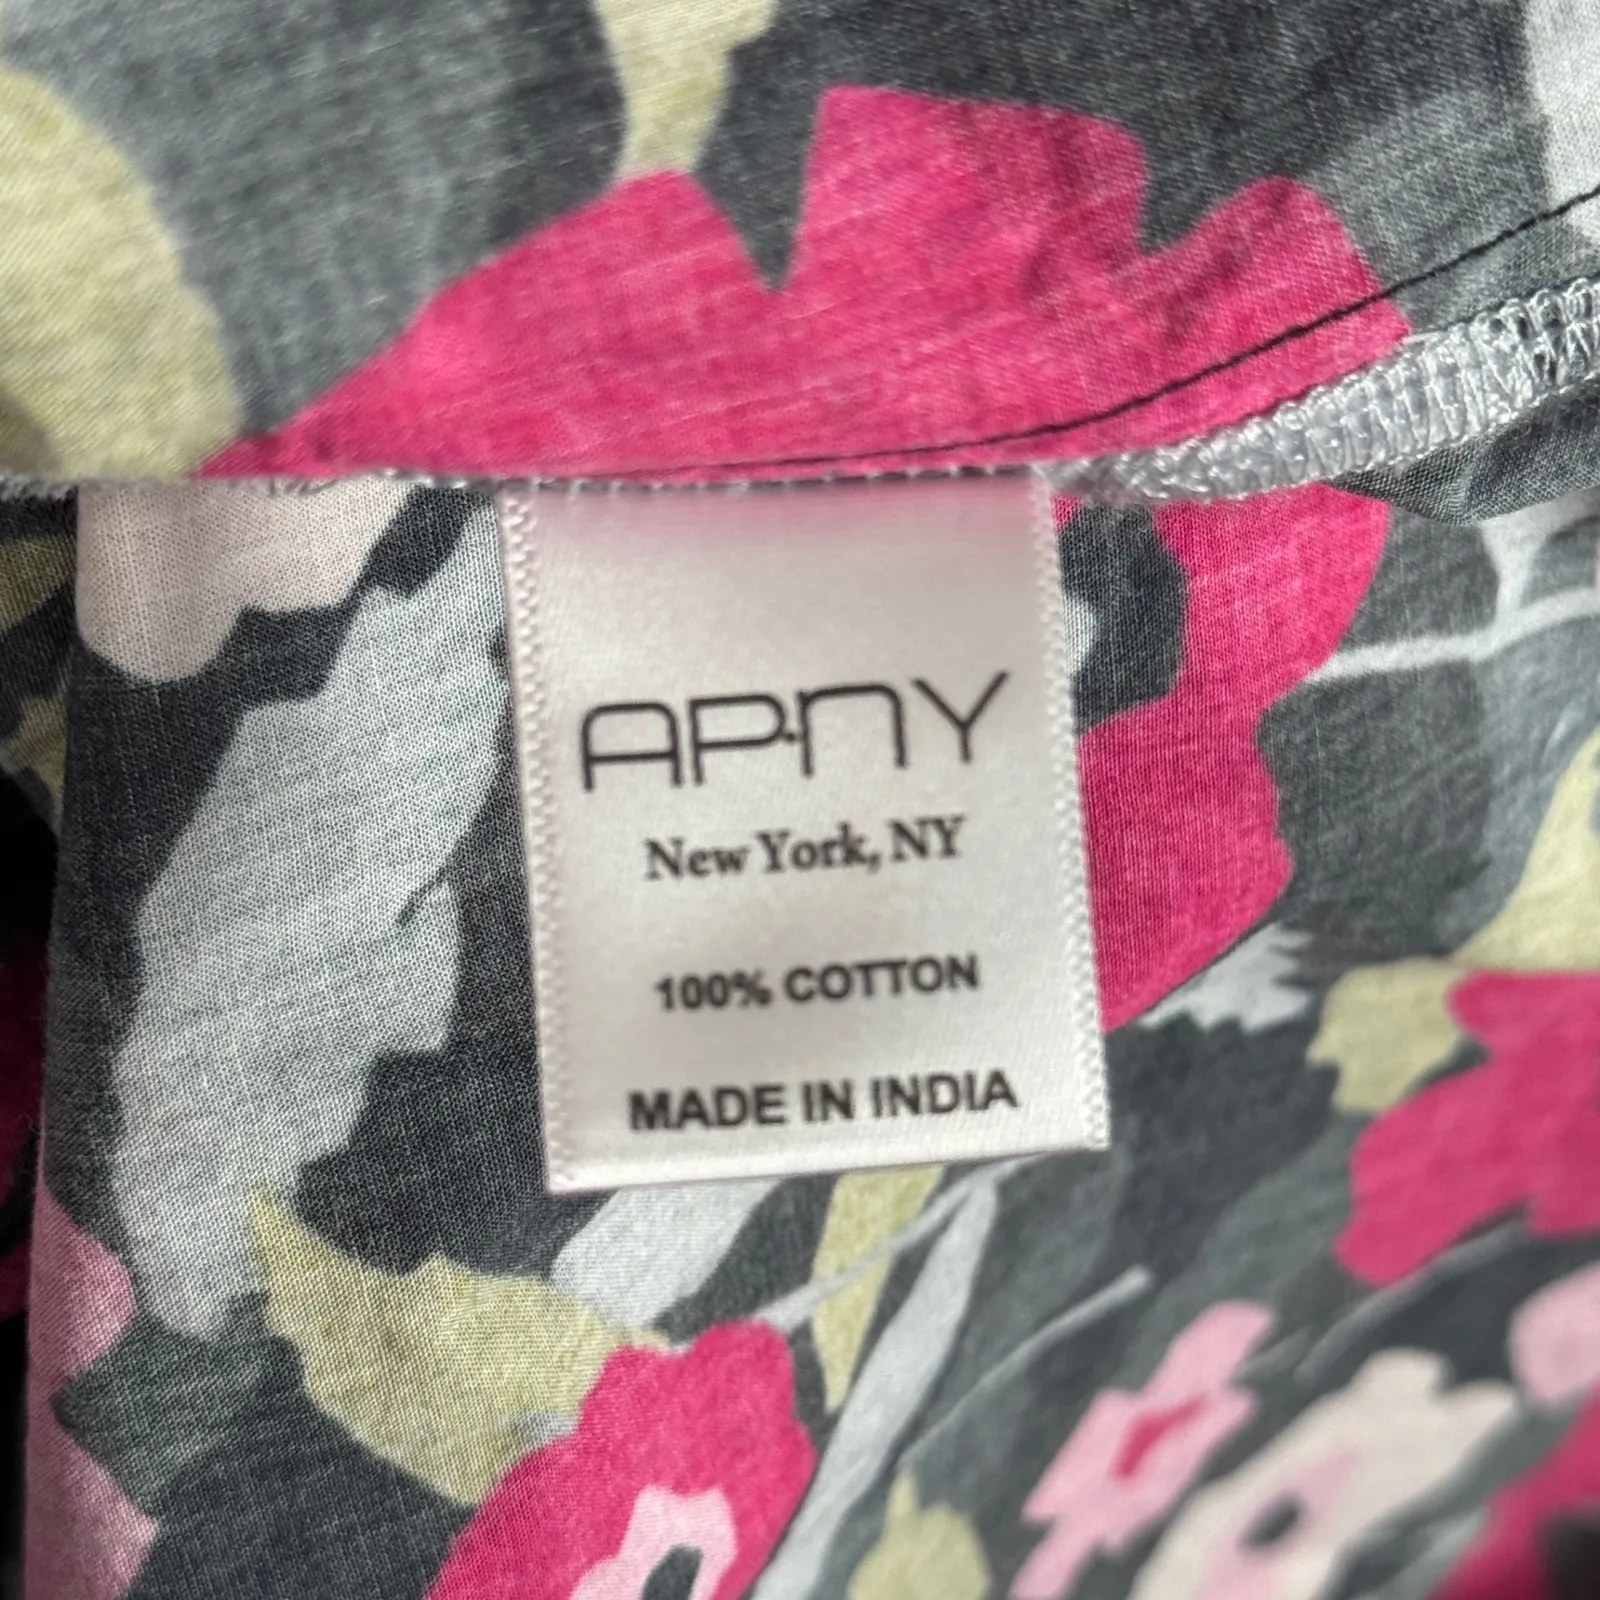 AP·NY
New York, NY
100% COTTON
MADE IN INDIA